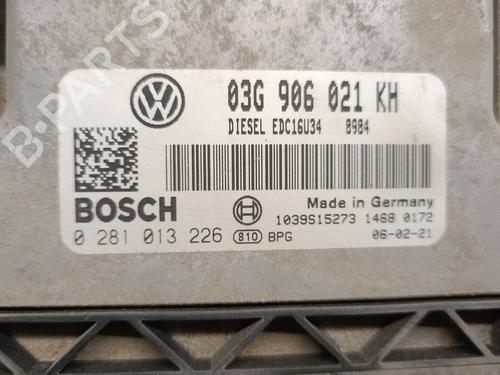 03G 906 021 KH
DIESEL EDC16U34 8984
BOSCH
Made in Germany
1039S15273 1468 0172
0 281 013 226 810 BPG 06-02-21
B-PARTS